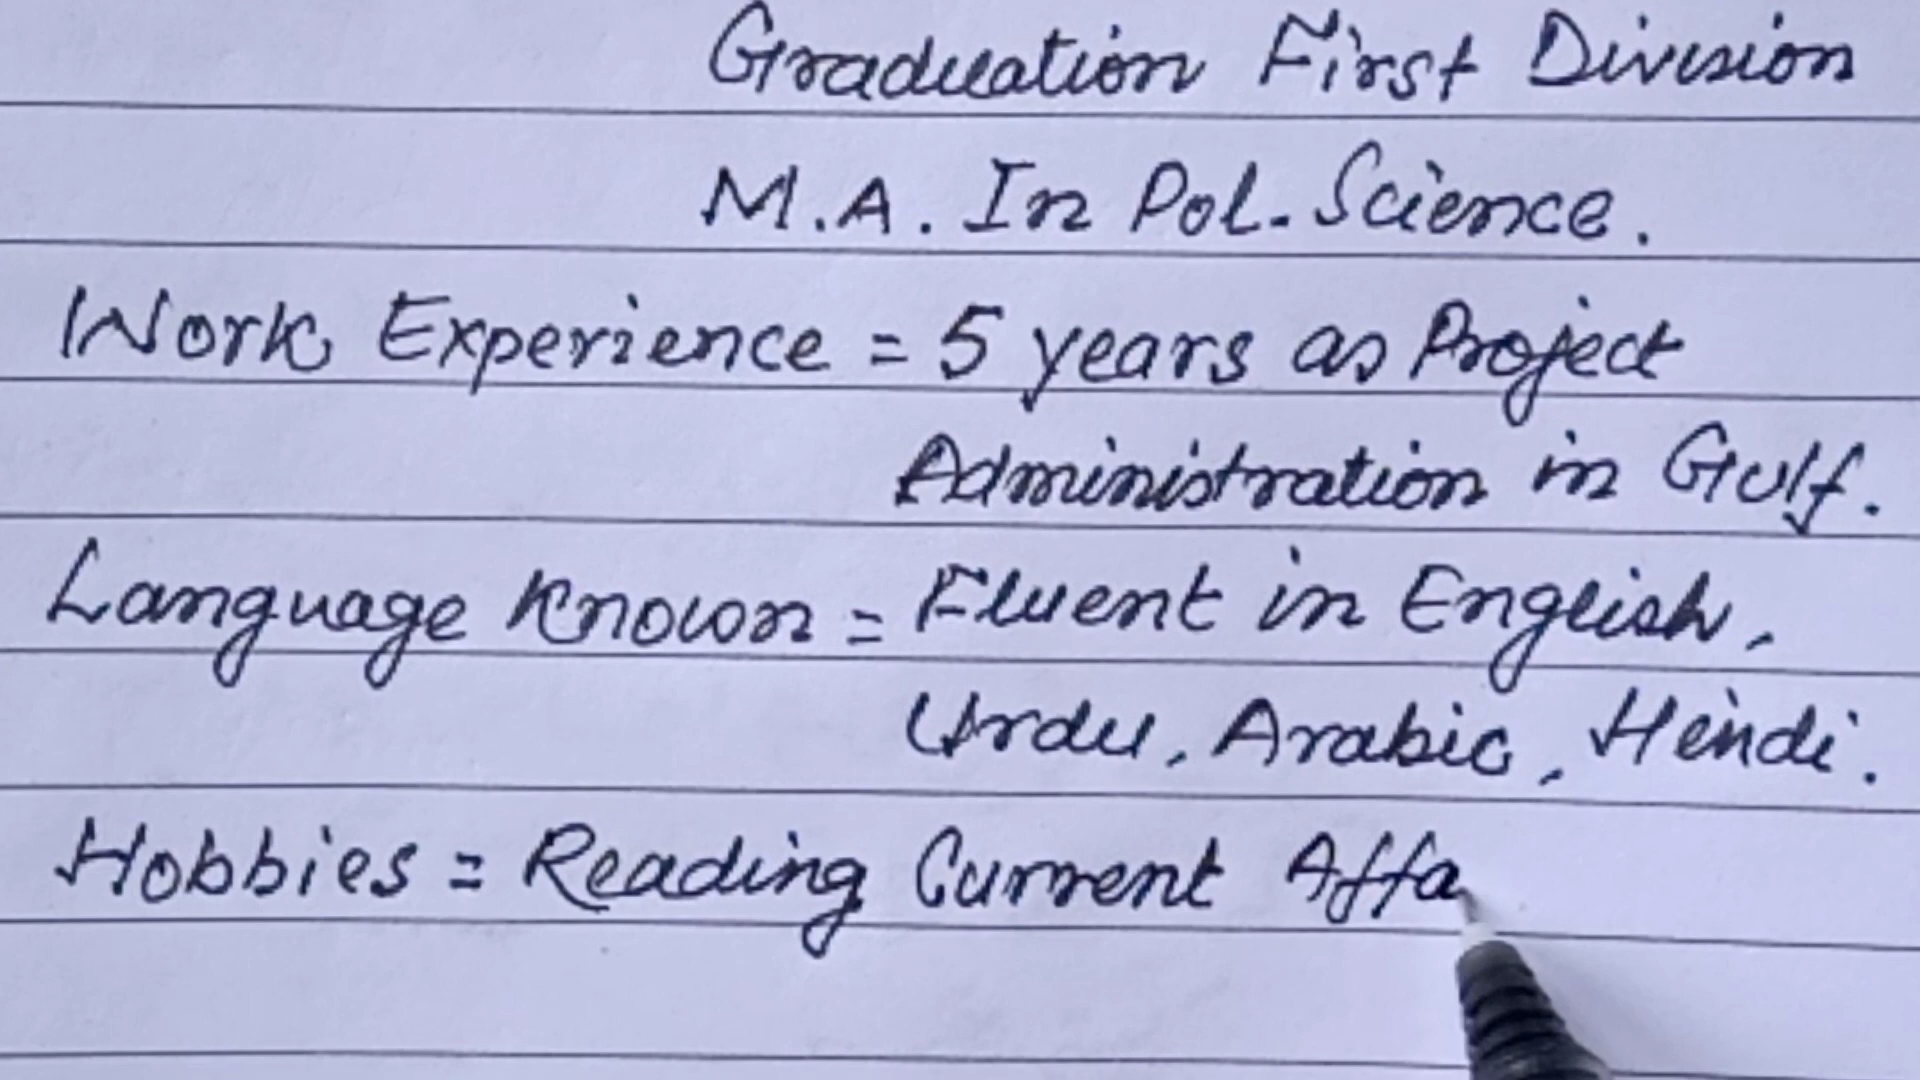 Graduation First Division
M.A. In Pol. Science.
Work Experience = 5 years as Project
Administration in Gulf.
Language Known = Fluent in English,
Urdu, Arabic, Hindi.
Hobbies = Reading Current Affa